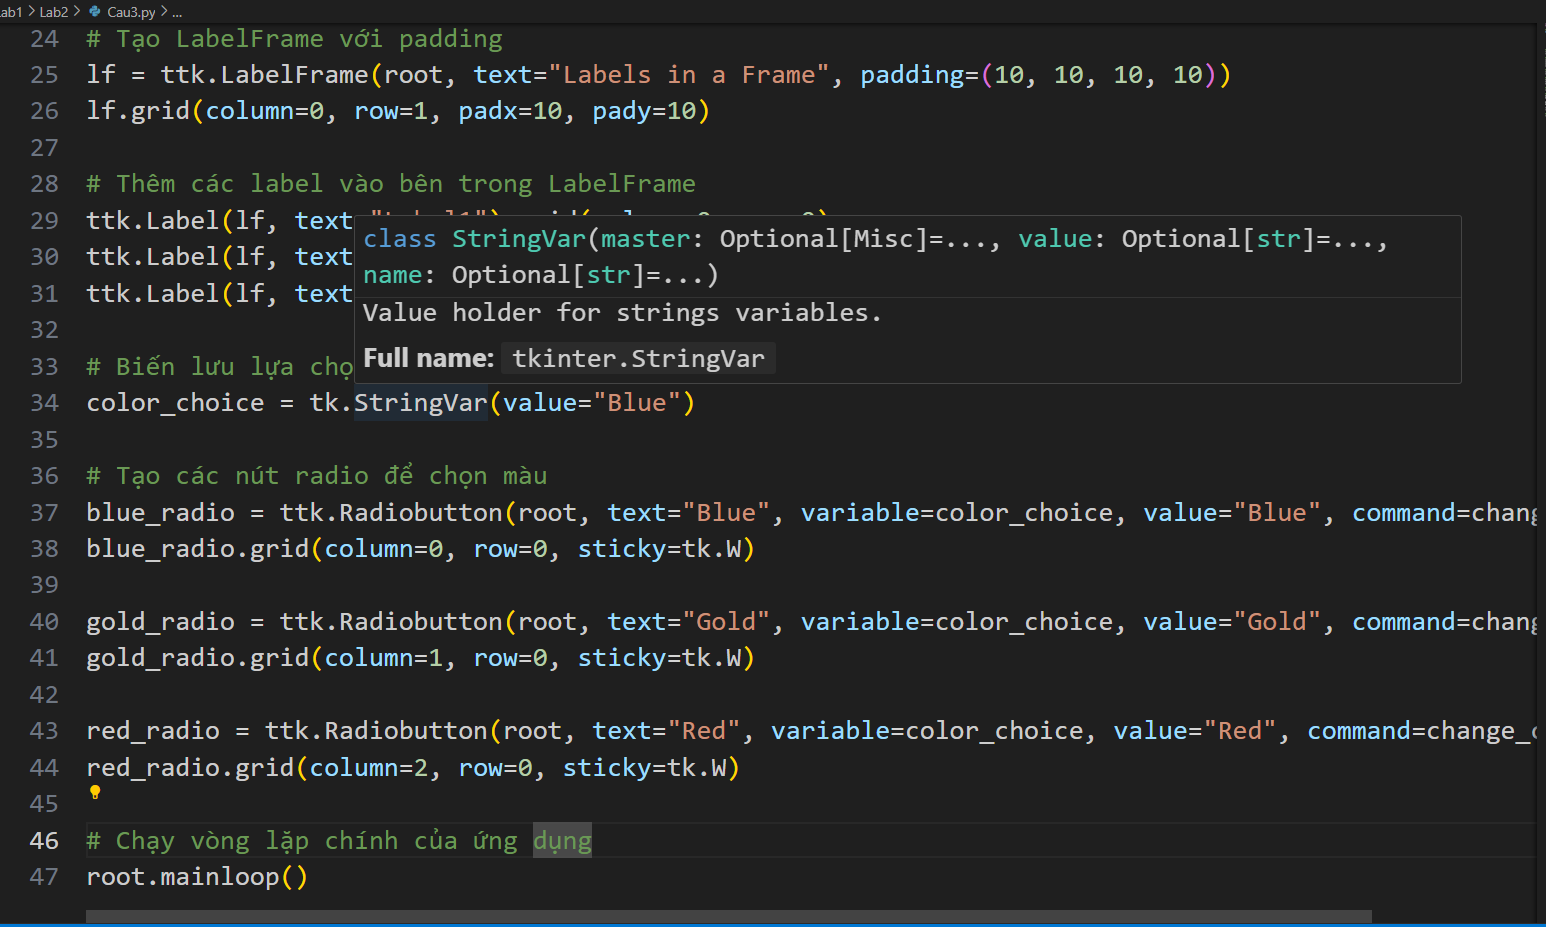 Lab2 > Cau3.py > ...
24 # Tạo LabelFrame với padding
25 lf = ttk.LabelFrame(root, text="Labels in a Frame", padding=(10, 10, 10, 10))
26 lf.grid(column=0, row=1, padx=10, pady=10)
27
28 # Thêm các label vào bên trong LabelFrame
29 ttk.Label(lf, text
30 ttk.Label(lf, text
31 ttk.Label(lf, text
class StringVar(master: Optional[Misc]=..., value: Optional[str]=...,
name: Optional[str]=...)
Value holder for strings variables.
Full name: tkinter.StringVar
32
33 # Biến lưu lựa
34 color_choice = tk.StringVar(value="Blue")
35
36 # Tạo các nút radio để chọn màu
37 blue_radio = ttk.Radiobutton(root, text="Blue", variable=color_choice, value="Blue", command=
38 blue_radio.grid(column=0, row=0, sticky=tk.W)
39
40 gold_radio = ttk.Radiobutton(root, text="Gold", variable=color_choice, value="Gold", command=
41 gold_radio.grid(column=1, row=0, sticky=tk.W)
42
43 red_radio = ttk.Radiobutton(root, text="Red", variable=color_choice, value="Red", command=change_
44 red_radio.grid(column=2, row=0, sticky=tk.W)
45
46 # Chạy vòng lặp chính của ứng dụng
47 root.mainloop()